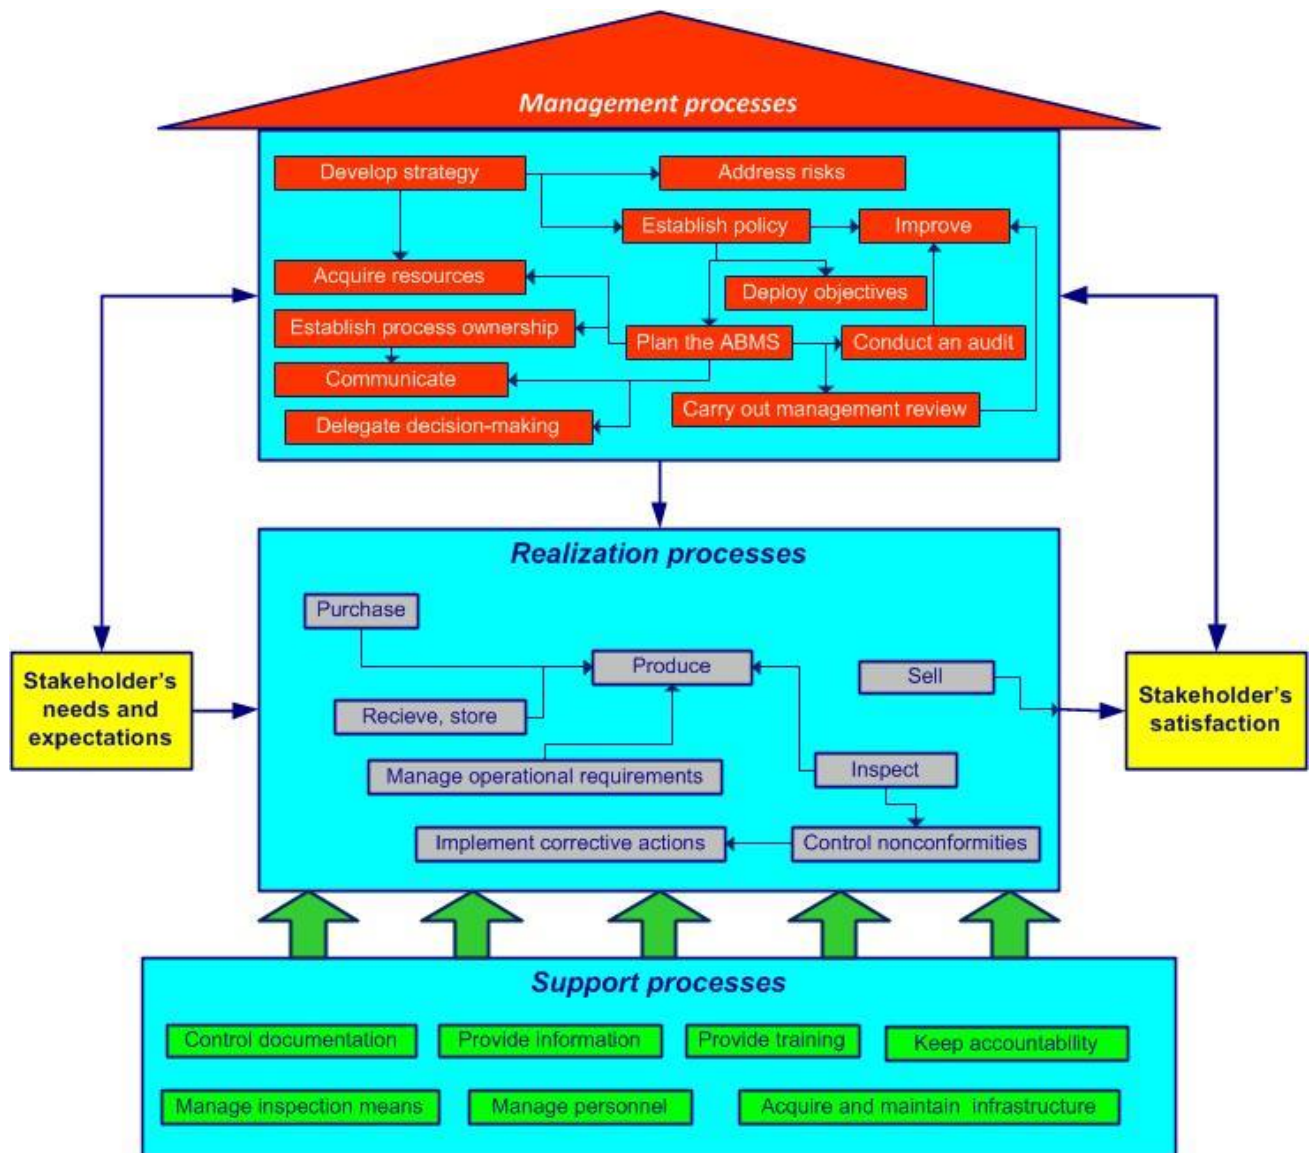 Management processes
Develop strategy
Address risks
Establish policy
Improve
Acquire resources
Deploy objectives
Establish process ownership
Plan the ABMS
Conduct an audit
Communicate
Carry out management review
Delegate decision-making
Realization processes
Purchase
Produce
Sell
Recieve, store
Manage operational requirements
Inspect
Implement corrective actions
Control nonconformities
Stakeholder’s
needs and
expectations
Stakeholder’s
satisfaction
Support processes
Control documentation
Provide information
Provide training
Keep accountability
Manage inspection means
Manage personnel
Acquire and maintain infrastructure